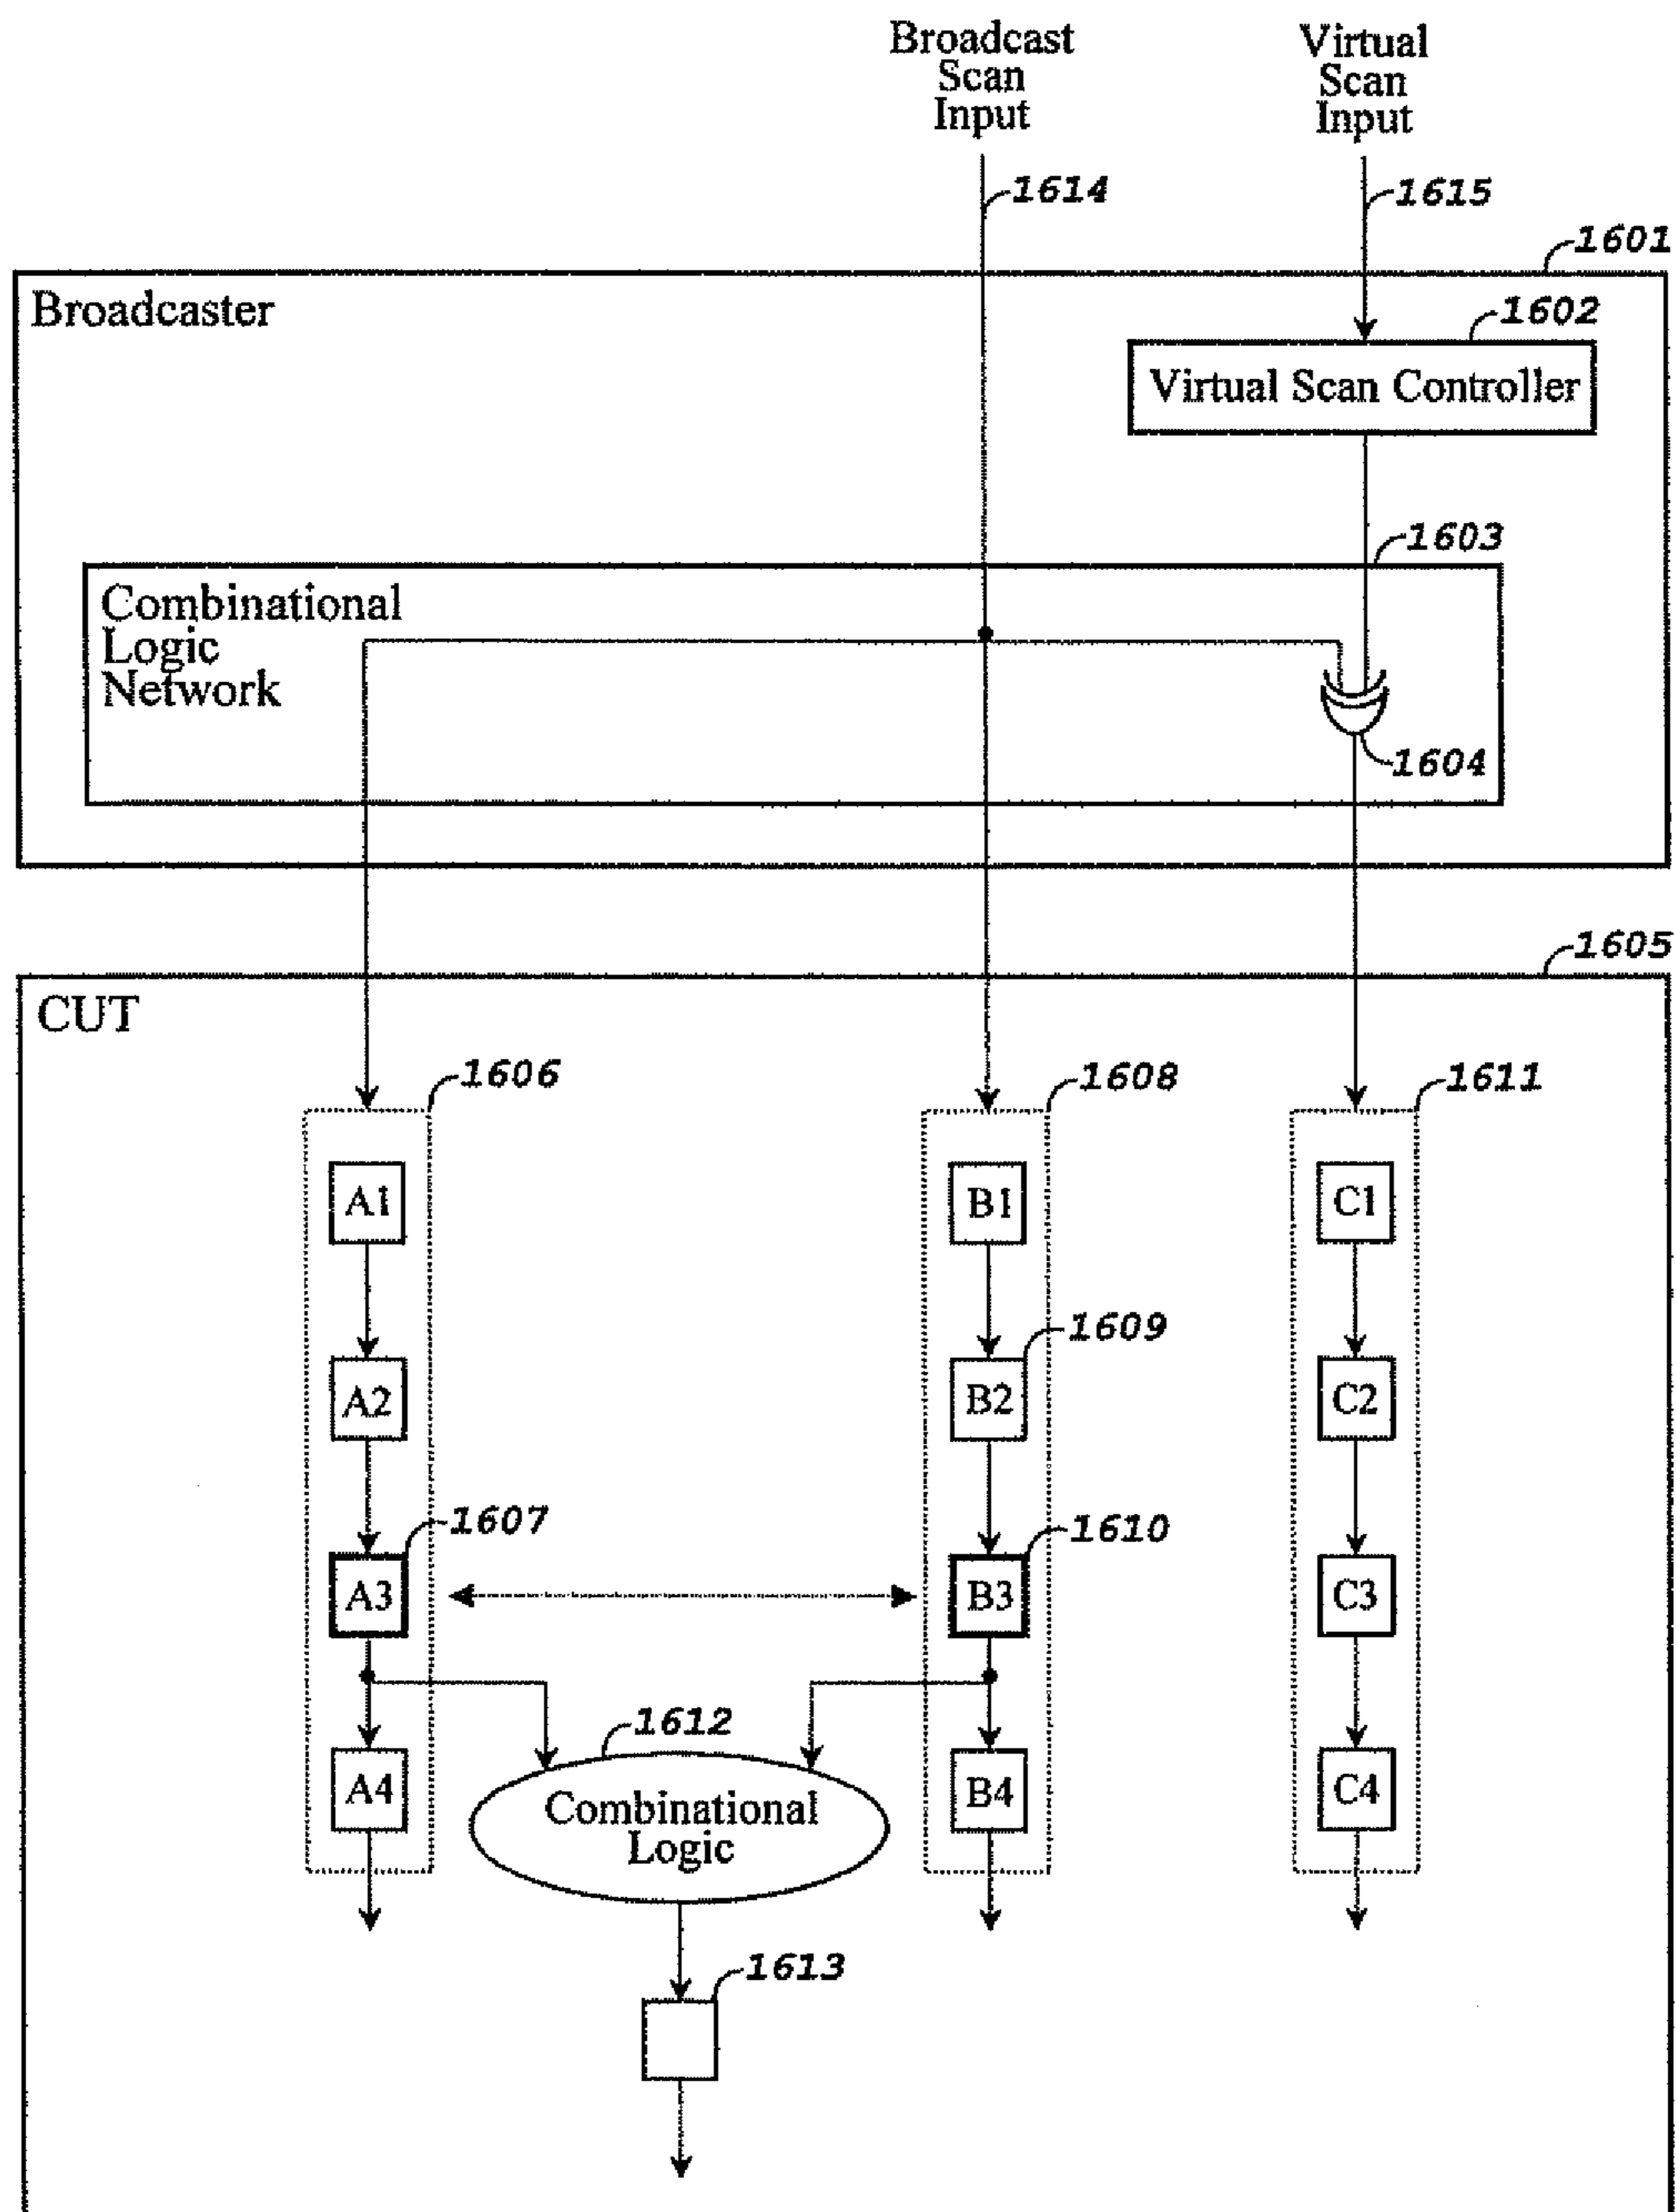 Broadcast
Scan
Input
Virtual
Scan
Input
1614
1615
1601
Broadcaster
1602
Virtual Scan Controller
1603
Combinational
Logic
Network
1604
1605
CUT
1606
1608
1611
A1
B1
C1
1609
A2
B2
C2
1607
1610
A3
B3
C3
1612
A4
Combinational
Logic
B4
C4
1613